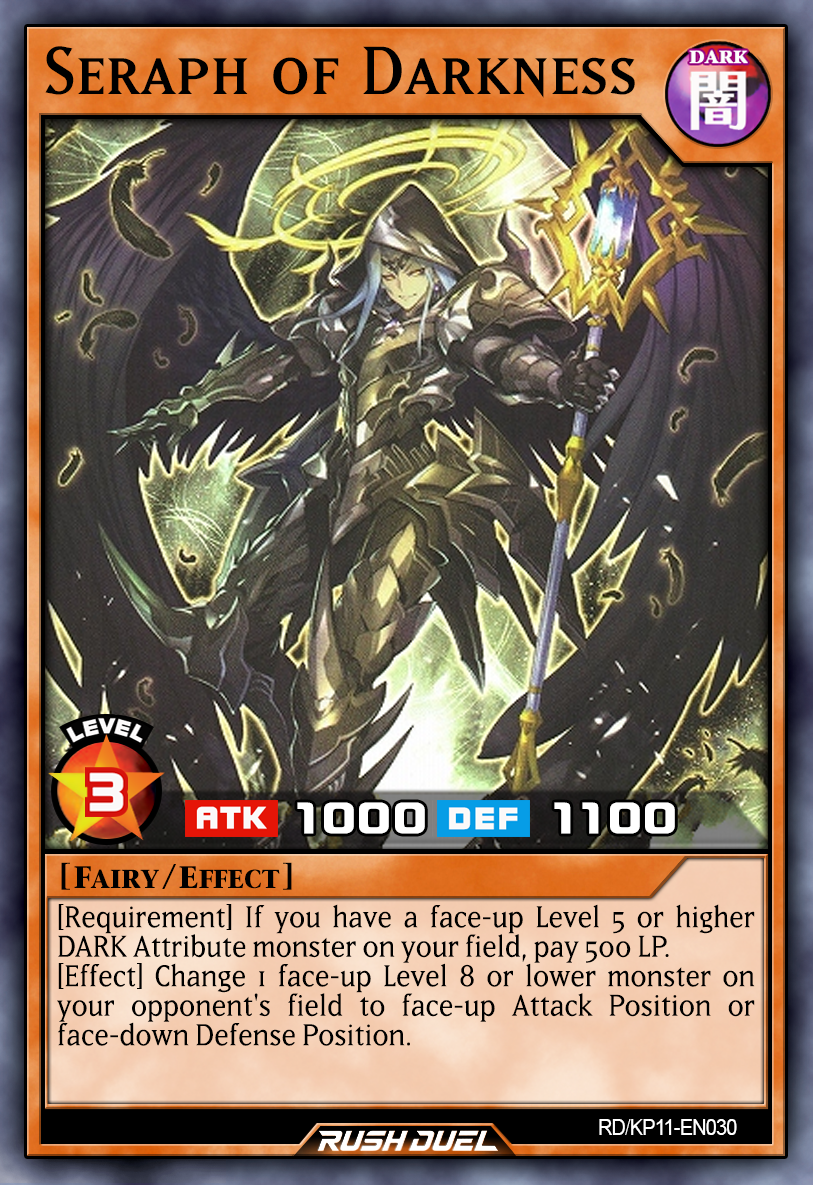 Seraph of Darkness
DARK
闇
LEVEL
3
ATK 1000 DEF 1100
[Fairy/Effect]
[Requirement] If you have a face-up Level 5 or higher
DARK Attribute monster on your field, pay 500 LP.
[Effect] Change 1 face-up Level 8 or lower monster on
your opponent's field to face-up Attack Position or
face-down Defense Position.
RUSH DUEL
RD/KP11-EN030